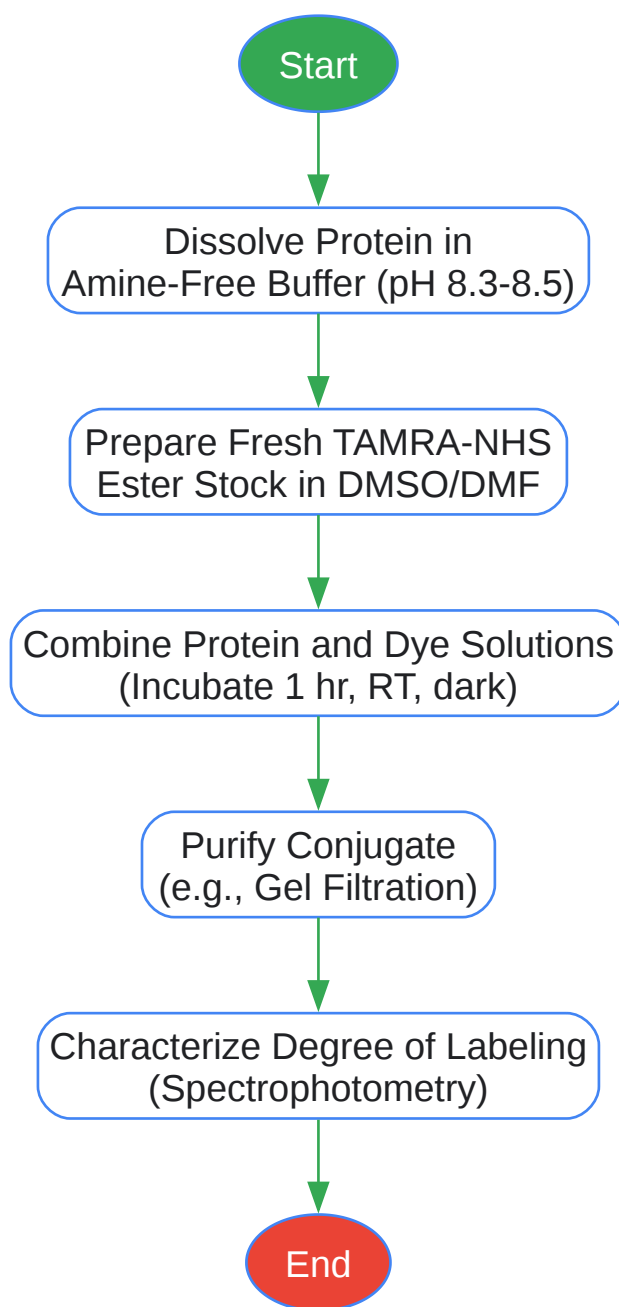 Start
Dissolve Protein in
Amine-Free Buffer (pH 8.3-8.5)
Prepare Fresh TAMRA-NHS
Ester Stock in DMSO/DMF
Combine Protein and Dye Solutions
(Incubate 1 hr, RT, dark)
Purify Conjugate
(e.g., Gel Filtration)
Characterize Degree of Labeling
(Spectrophotometry)
End